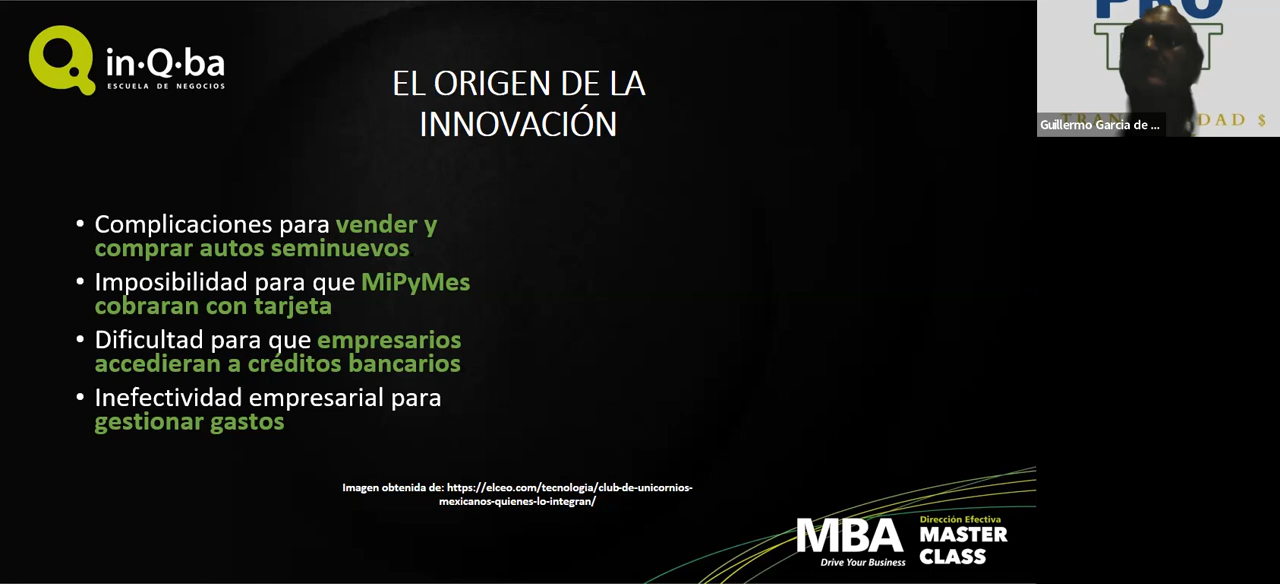 in·Q·ba
ESCUELA DE NEGOCIOS
EL ORIGEN DE LA
INNOVACIÓN
• Complicaciones para vender y
comprar autos seminuevos
• Imposibilidad para que MiPyMes
cobraran con tarjeta
• Dificultad para que empresarios
accedieran a créditos bancarios
• Inefectividad empresarial para
gestionar gastos
Imagen obtenida de: https://elceo.com/tecnologia/club-de-unicornios-
mexicanos-quienes-lo-integran/
MBA
Drive Your Business
Dirección Efectiva
MASTER
CLASS
PRO
Guillermo Garcia de ...
DAD $